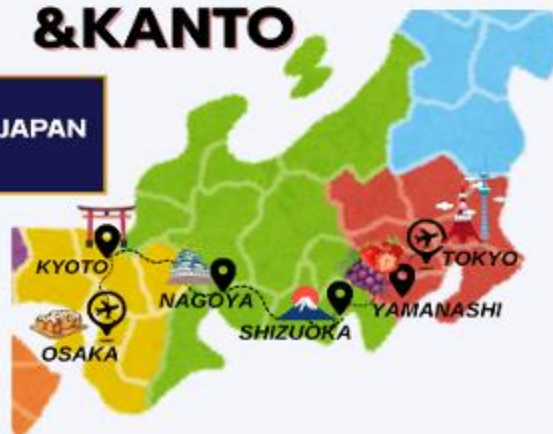 &KANTO
JAPAN
KYOTO
TOKYO
NAGOYA
YAMANASHI
SHIZUOKA
OSAKA